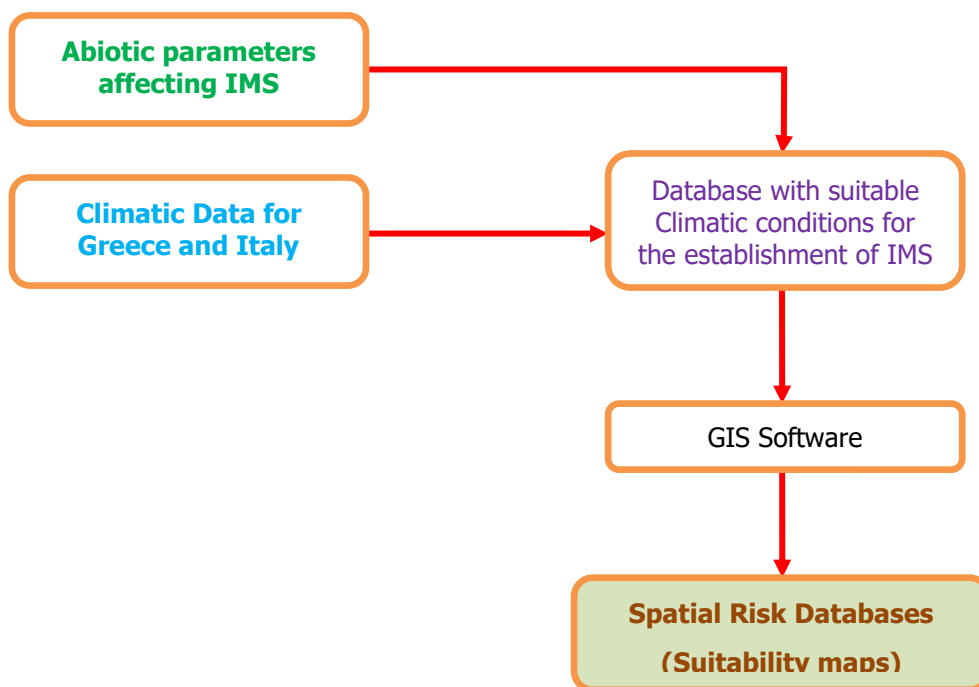 Abiotic parameters
affecting IMS
Climatic Data for
Greece and Italy
Database with suitable
Climatic conditions for
the establishment of IMS
GIS Software
Spatial Risk Databases
(Suitability maps)